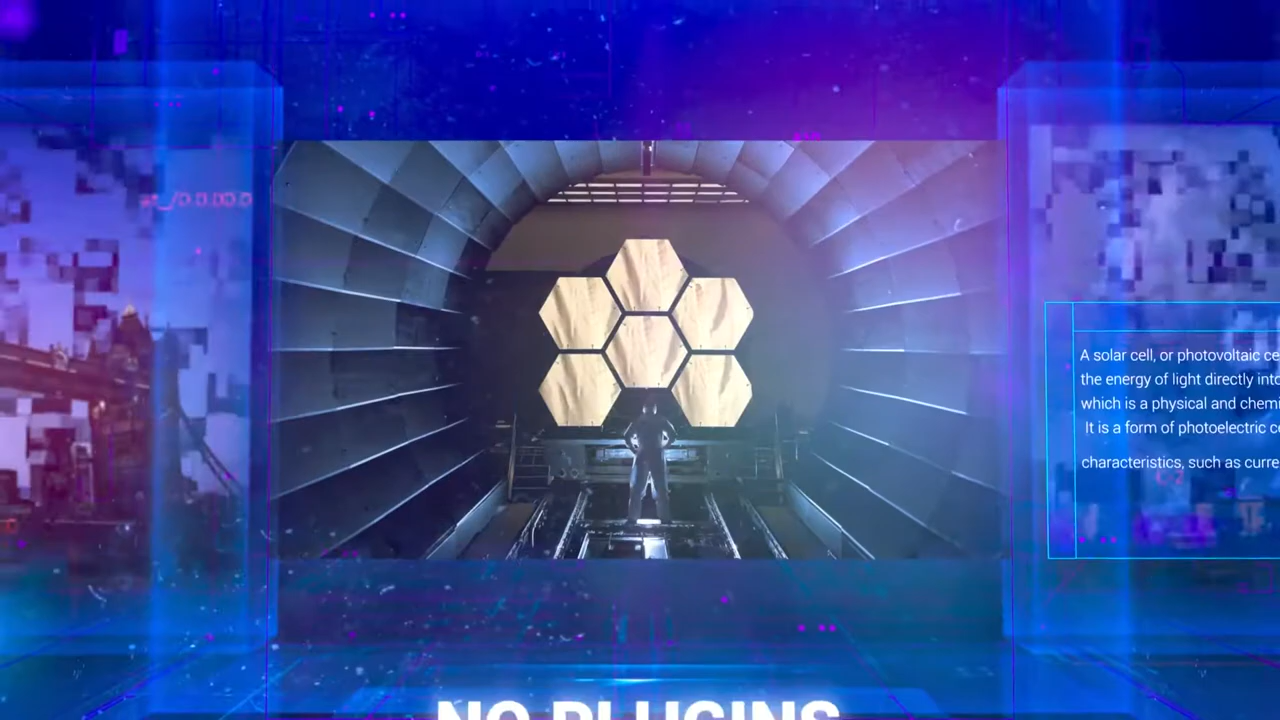 A solar cell, or photovoltaic ce
the energy of light directly into
which is a physical and chemi
It is a form of photoelectric c
characteristics, such as curre
NO PLUGINS